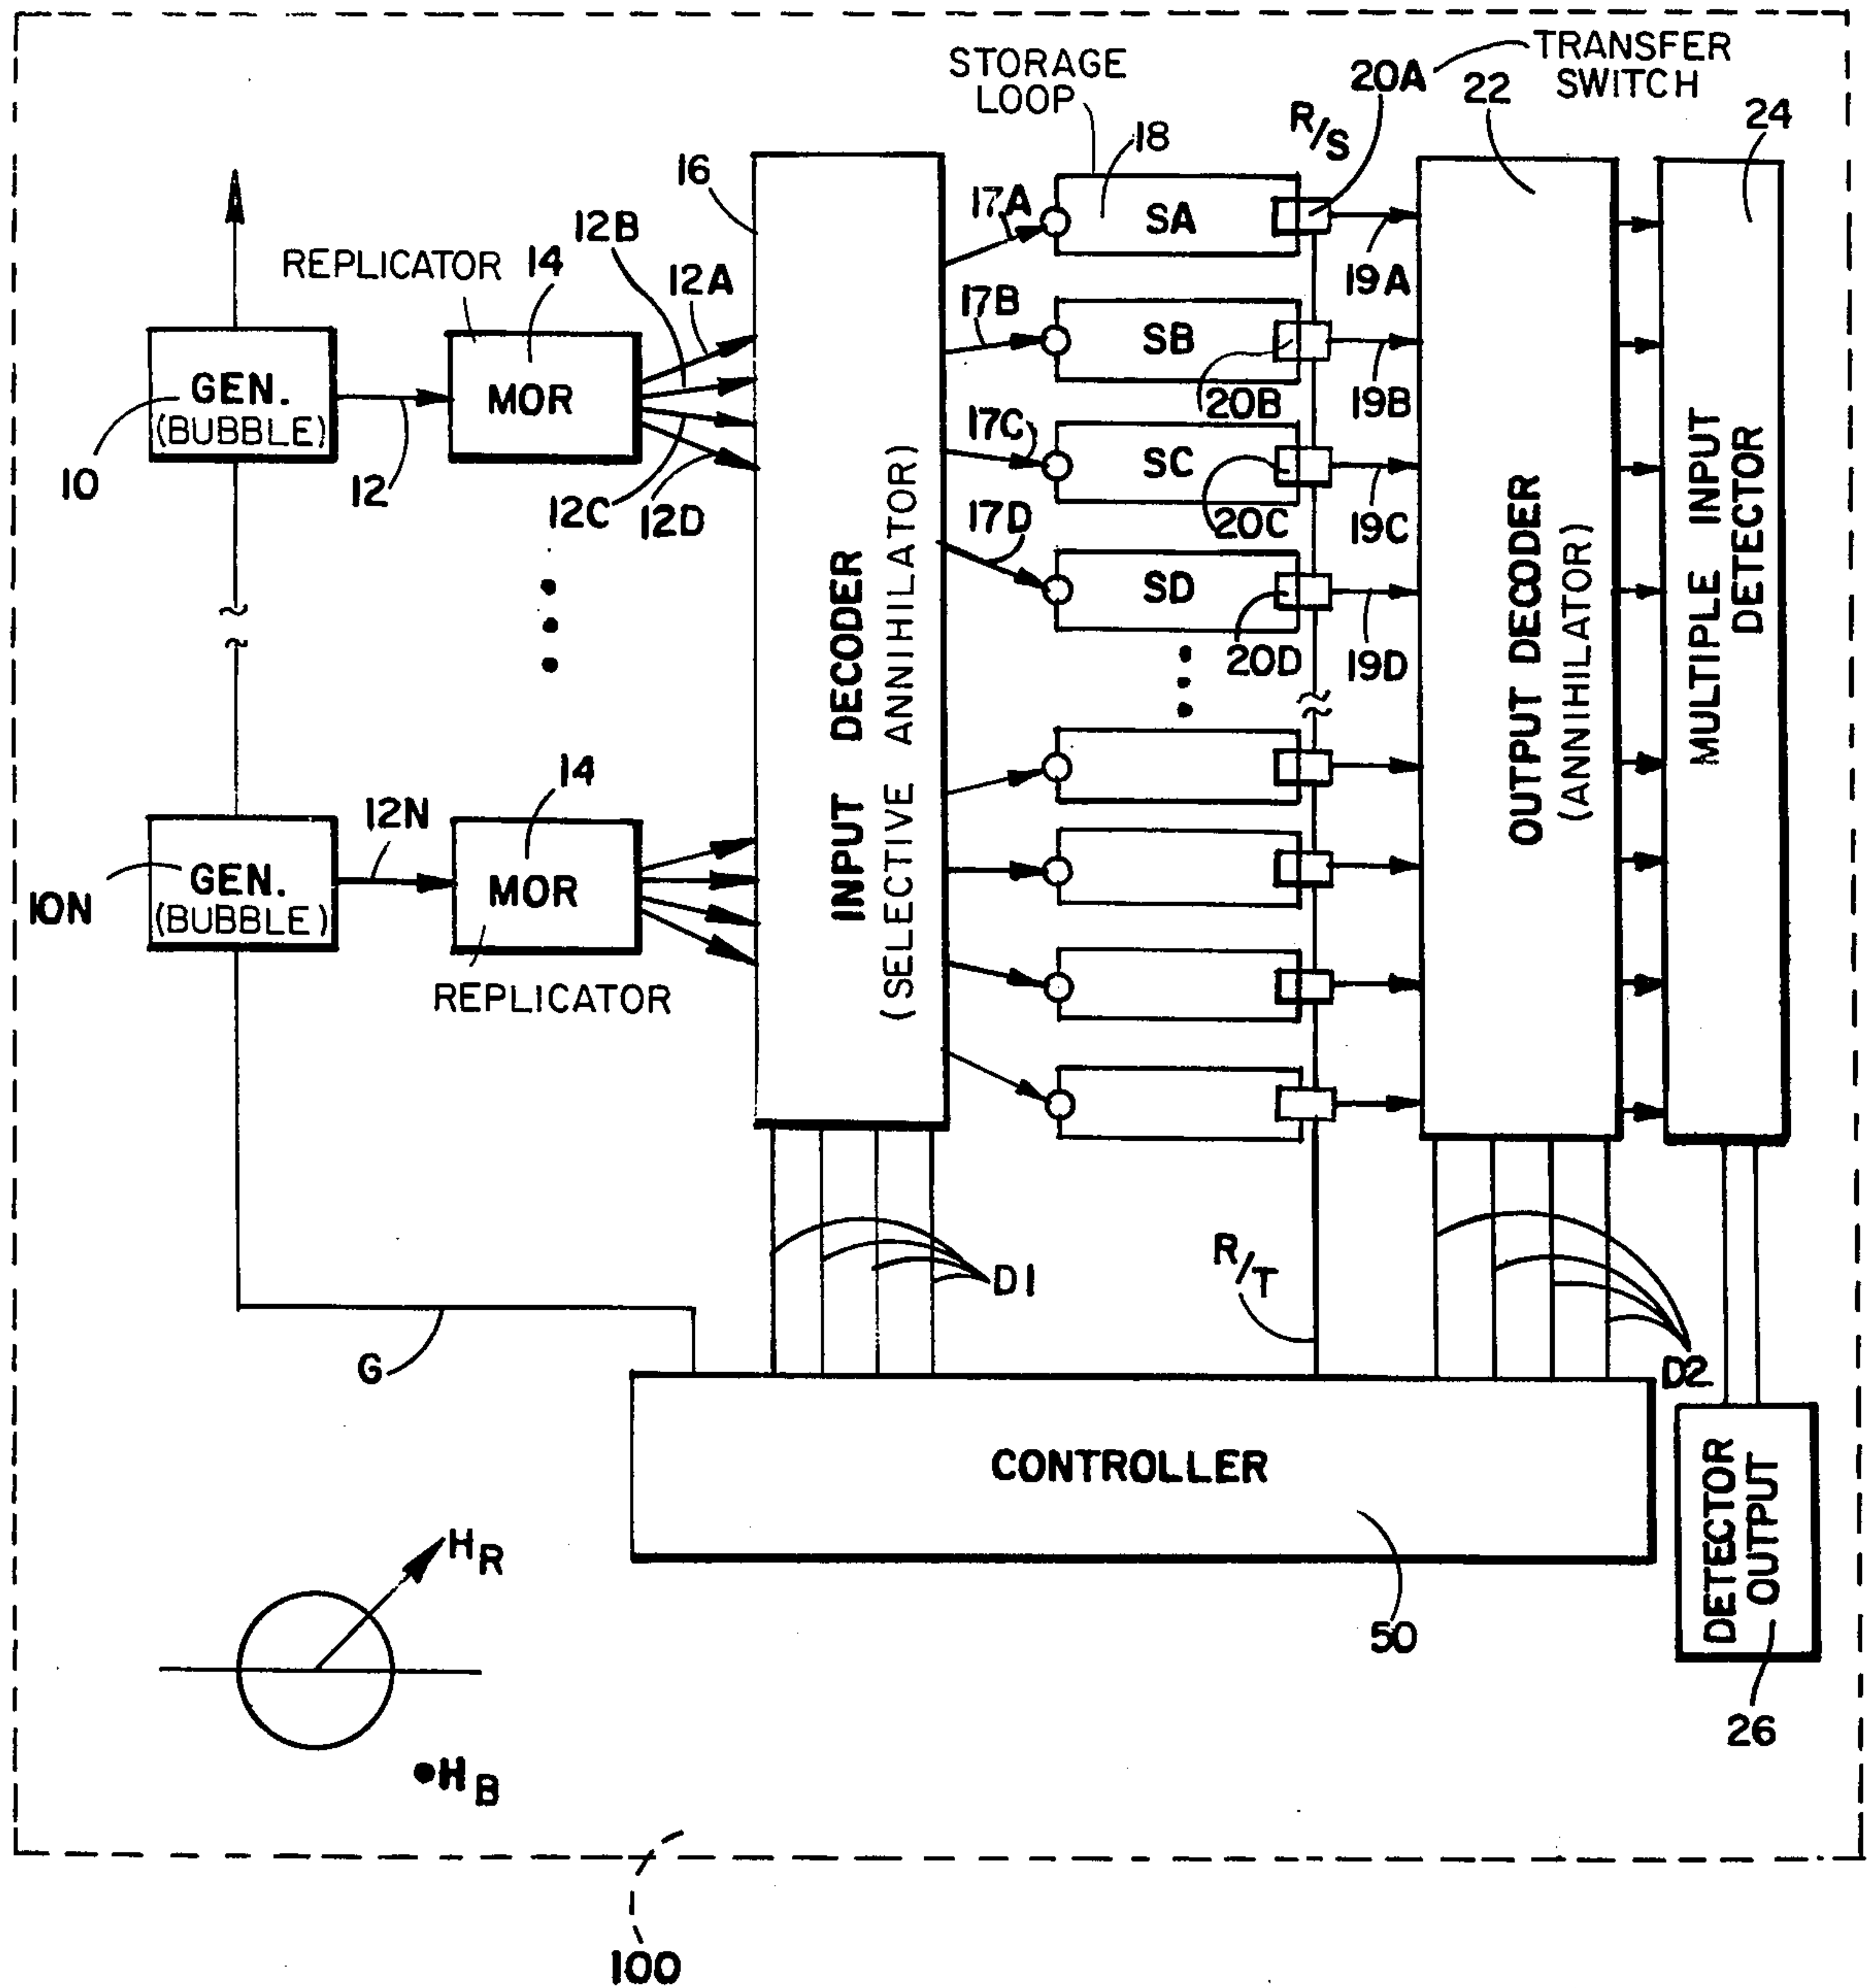 STORAGE
LOOP
TRANSFER
SWITCH
20A
22
24
R/S
18
16
17A
SA
12B
REPLICATOR
14
12A
19A
17B
SB
GEN.
(BUBBLE)
MOR
20B
19B
10
12
12C
12D
17C
SC
20C
19C
17D
SD
20D
19D
INPUT DECODER
(SELECTIVE ANNIHILATOR)
OUTPUT DECODER
(ANNIHILATOR)
MULTIPLE INPUT
DETECTOR
14
12N
GEN.
(BUBBLE)
MOR
10N
REPLICATOR
D1
R/T
G
D2
CONTROLLER
DETECTOR
OUTPUT
HR
50
26
HB
100